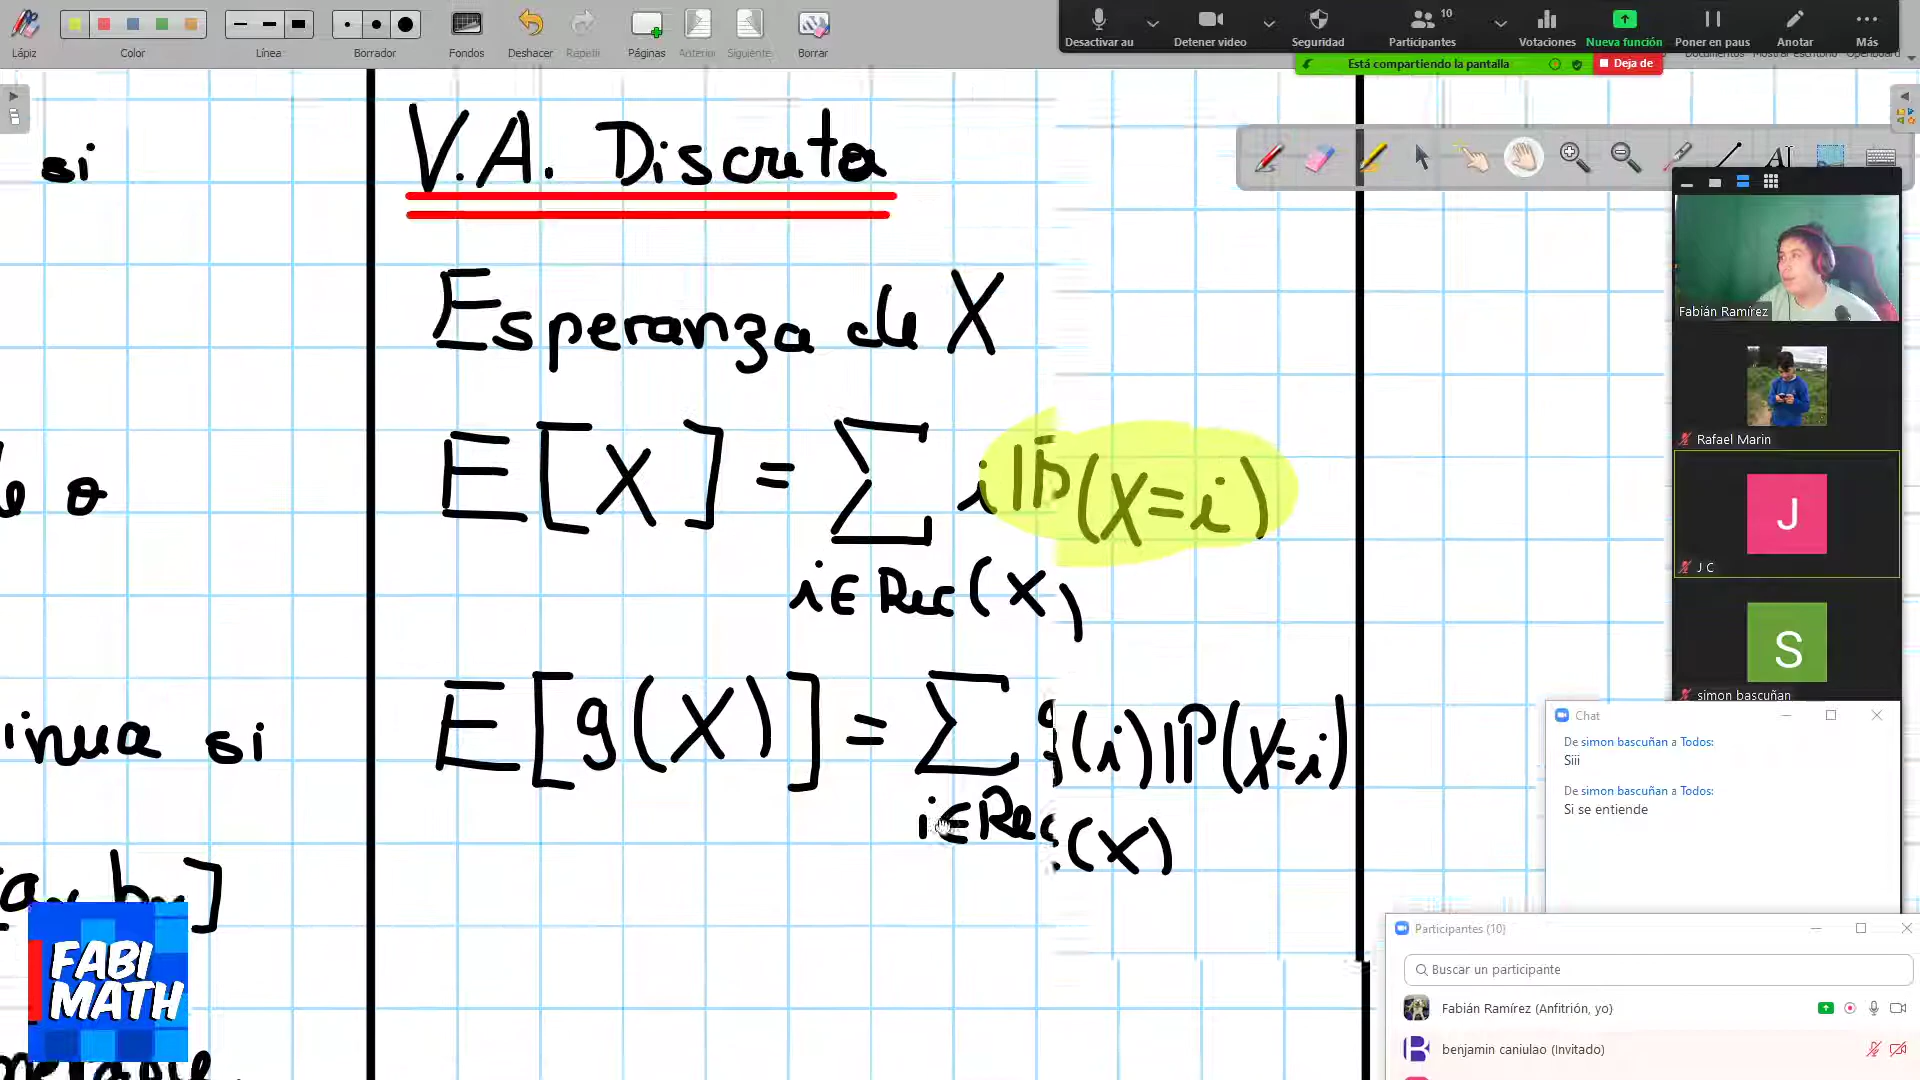 Lápiz
Color
Línea
Borrador
Fondos
Deshacer
Repetir
Páginas
Anterior
Siguiente
Borrar
Desactivar au
Detener video
Seguridad
10
Participantes
Votaciones
Nueva función
Poner en paus
Anotar
Más
Está compartiendo la pantalla
Deja de
si
V.A. Discreta
Esperanza de X
E[X] = ∑ i ℙ(X=i)
i∈Rec(X)
E[g(X)] = ∑ g(i)ℙ(X=i)
i∈Rec(X)
inua si
FABI
MATH
Fabián Ramírez
Rafael Marin
J
J C
S
simon bascuñan
Chat
De simon bascuñan a Todos:
Siii
De simon bascuñan a Todos:
Si se entiende
Participantes (10)
Buscar un participante
Fabián Ramírez (Anfitrión, yo)
benjamin caniulao (Invitado)